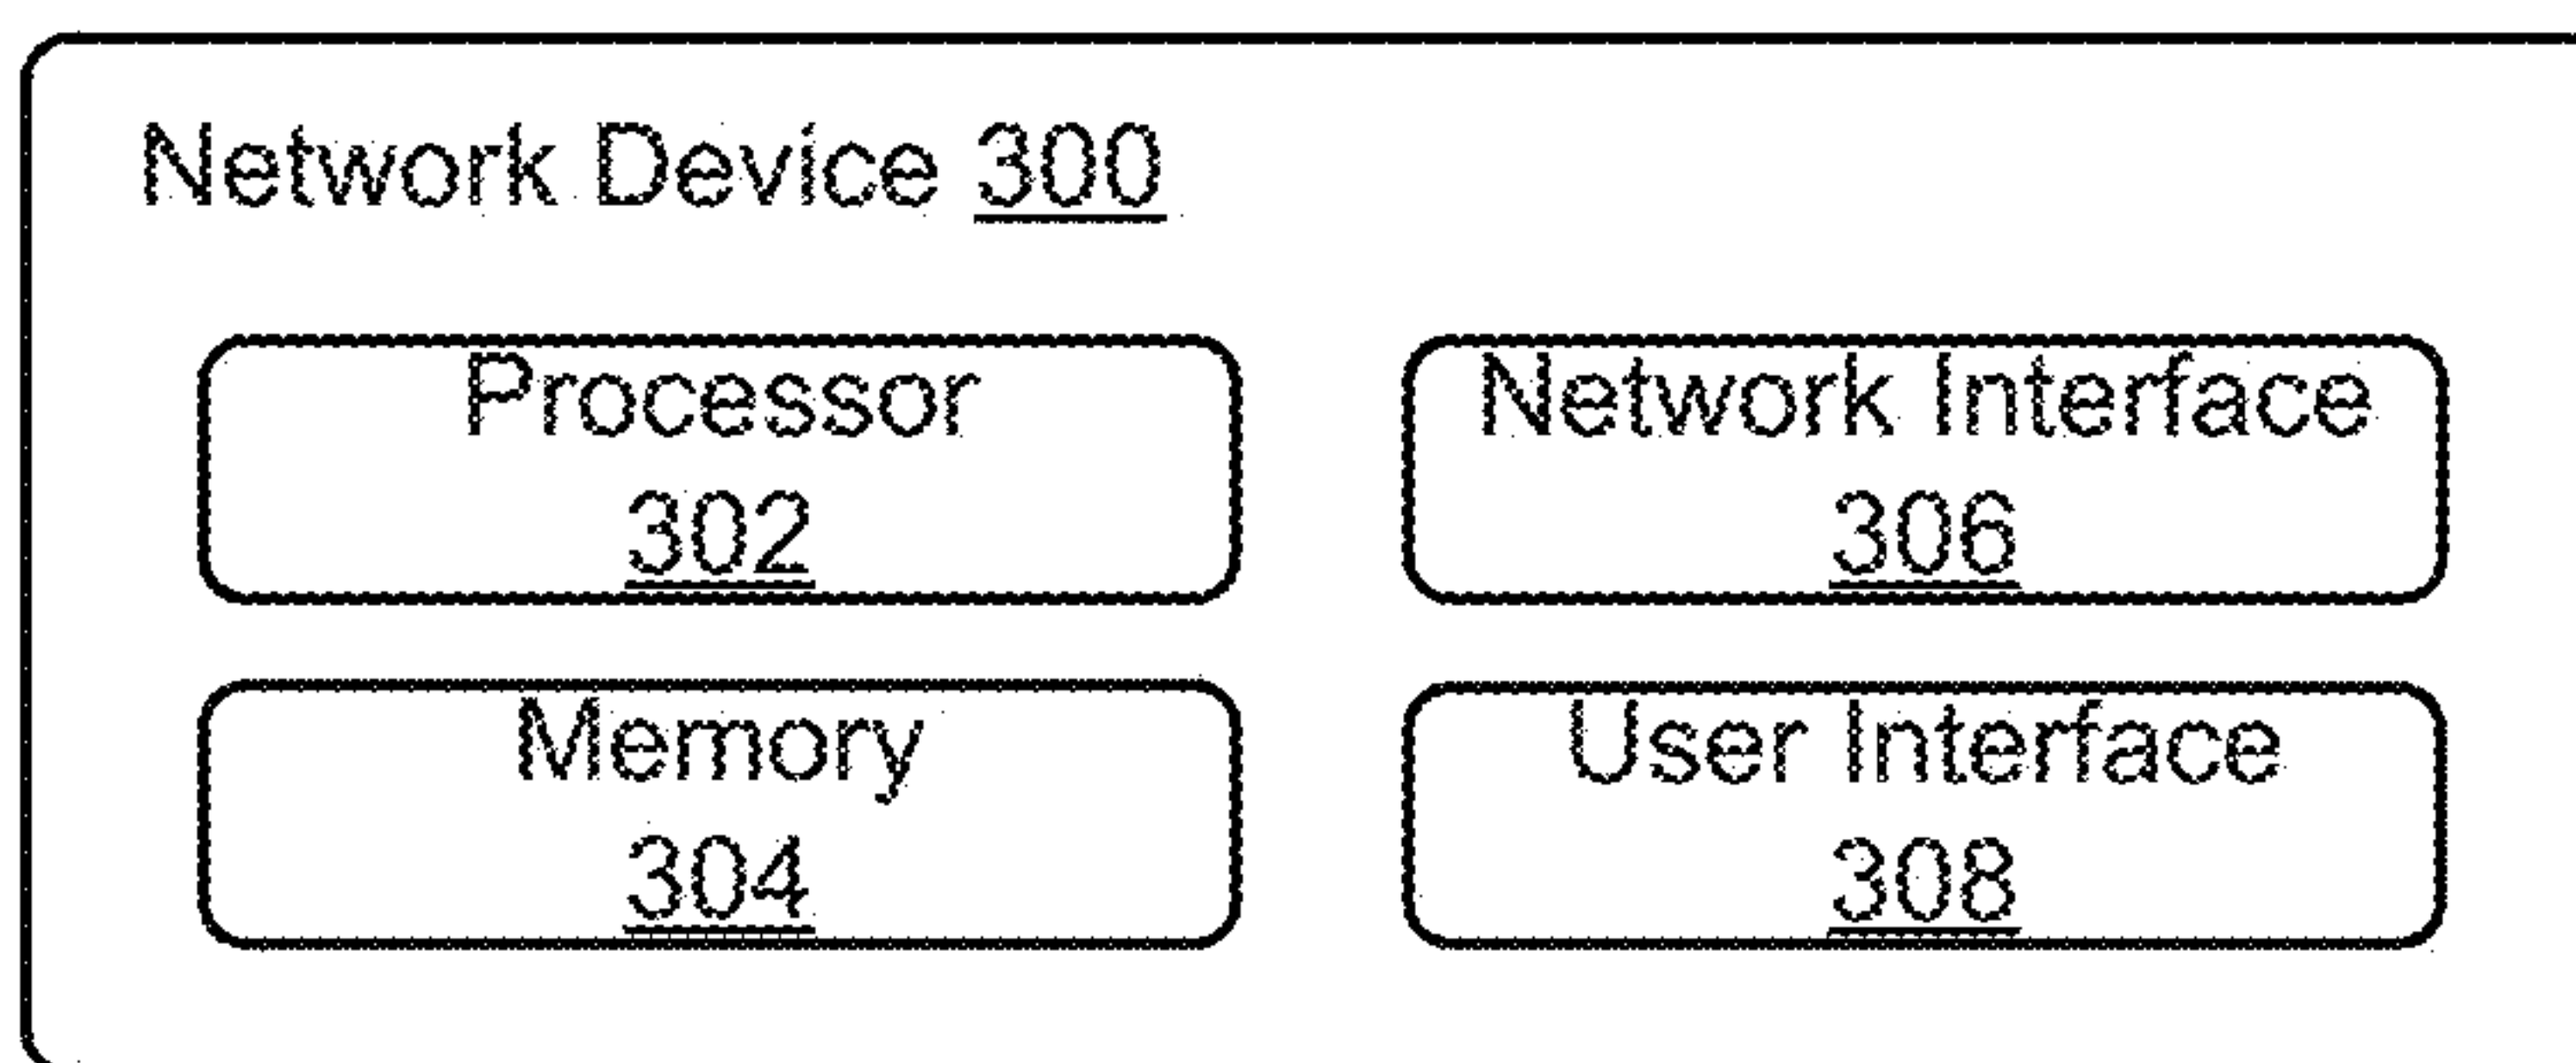 Network Device 300
Processor
302
Network Interface
306
Memory
304
User Interface
308